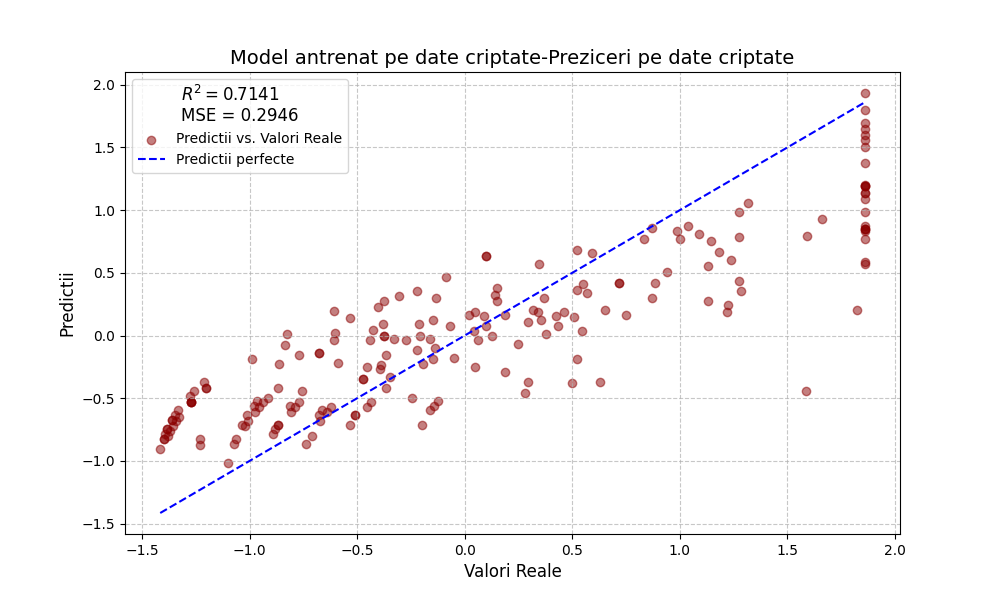 Model antrenat pe date criptate-Preziceri pe date criptate
R² = 0.7141
MSE = 0.2946
Predictii vs. Valori Reale
Predictii perfecte
Predictii
2.0
1.5
1.0
0.5
0.0
−0.5
−1.0
−1.5
−1.5 −1.0 −0.5 0.0 0.5 1.0 1.5 2.0
Valori Reale